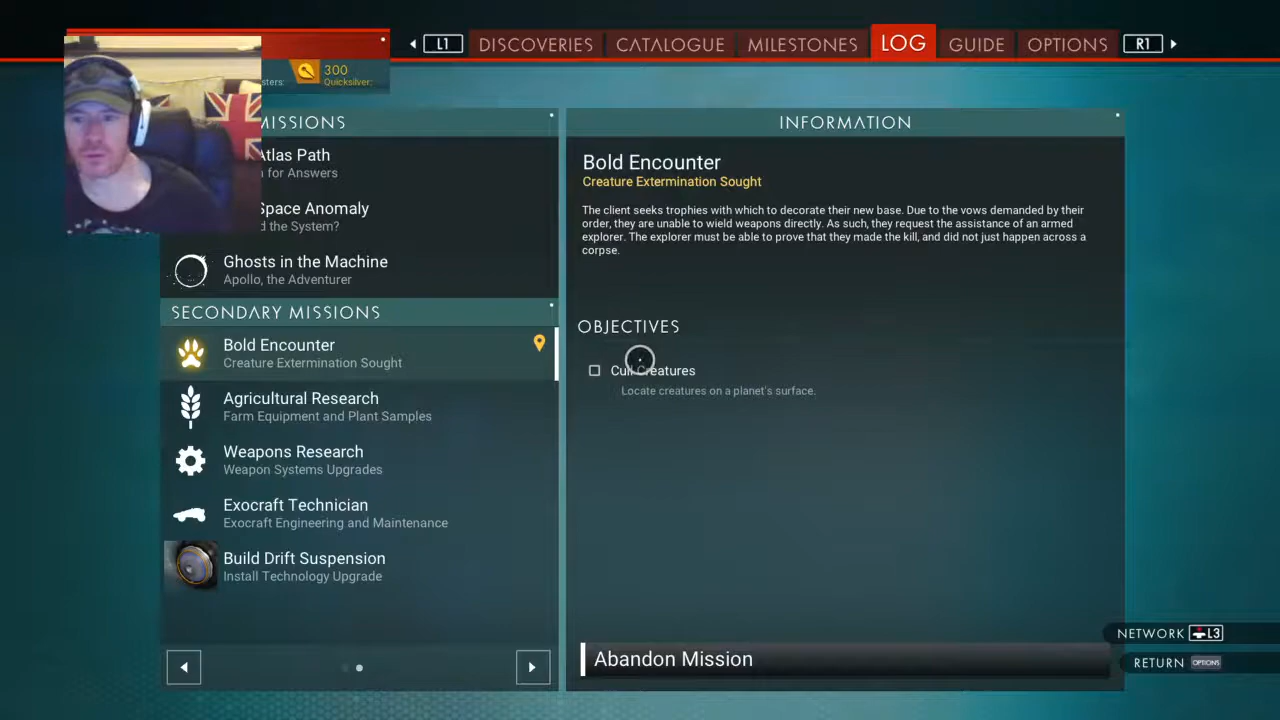 L1
DISCOVERIES
CATALOGUE
MILESTONES
LOG
GUIDE
OPTIONS
R1
300
sters:
Quicksilver:
MISSIONS
Atlas Path
for Answers
Space Anomaly
d the System?
Ghosts in the Machine
Apollo, the Adventurer
SECONDARY MISSIONS
Bold Encounter
Creature Extermination Sought
Agricultural Research
Farm Equipment and Plant Samples
Weapons Research
Weapon Systems Upgrades
Exocraft Technician
Exocraft Engineering and Maintenance
Build Drift Suspension
Install Technology Upgrade
INFORMATION
Bold Encounter
Creature Extermination Sought
The client seeks trophies with which to decorate their new base. Due to the vows demanded by their
order, they are unable to wield weapons directly. As such, they request the assistance of an armed
explorer. The explorer must be able to prove that they made the kill, and did not just happen across a
corpse.
OBJECTIVES
Cull Creatures
Locate creatures on a planet's surface.
Abandon Mission
NETWORK L3
RETURN OPTIONS